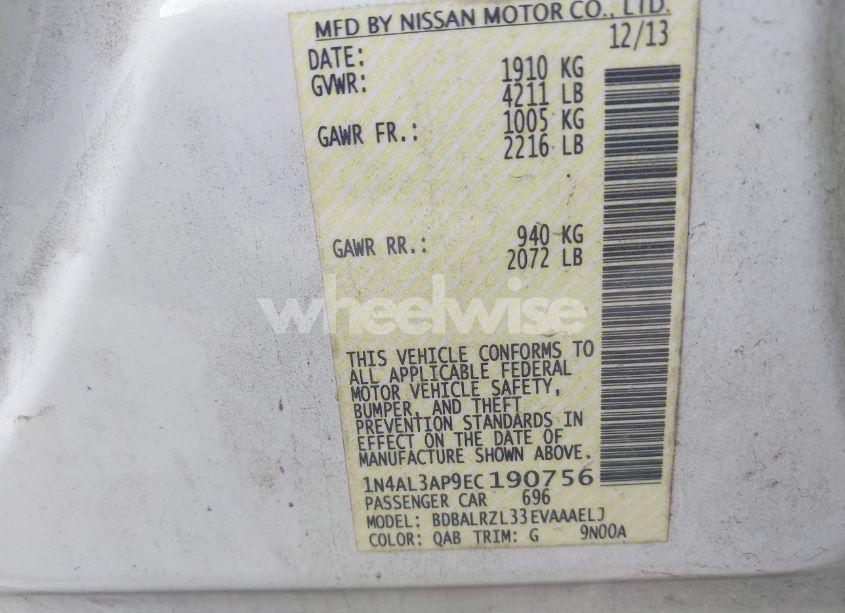 MFD BY NISSAN MOTOR CO., LTD.
DATE: 12/13
GVWR: 1910 KG
4211 LB
GAWR FR.: 1005 KG
2216 LB
GAWR RR.: 940 KG
2072 LB
wheelwise
THIS VEHICLE CONFORMS TO
ALL APPLICABLE FEDERAL
MOTOR VEHICLE SAFETY,
BUMPER, AND THEFT
PREVENTION STANDARDS IN
EFFECT ON THE DATE OF
MANUFACTURE SHOWN ABOVE.
1N4AL3AP9EC190756
PASSENGER CAR 696
MODEL: BDBALRZL33EVAAAELJ
COLOR: QAB TRIM: G 9N00A